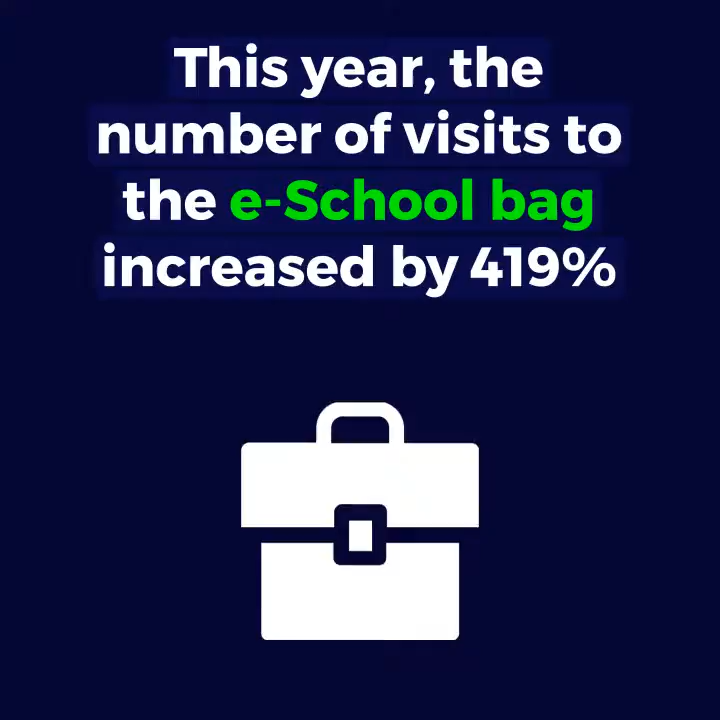 This year, the
number of visits to
the e-School bag
increased by 419%